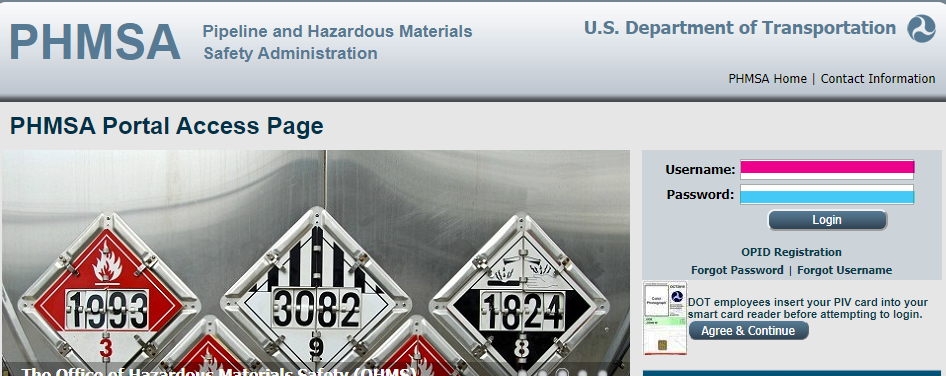 PHMSA
Pipeline and Hazardous Materials
Safety Administration
U.S. Department of Transportation
PHMSA Home | Contact Information
PHMSA Portal Access Page
1993
3
3082
9
1824
8
The Office of Hazardous Materials Safety (OHMS)
Username:
Password:
Login
OPID Registration
Forgot Password | Forgot Username
DOT employees insert your PIV card into your
smart card reader before attempting to login.
Agree & Continue